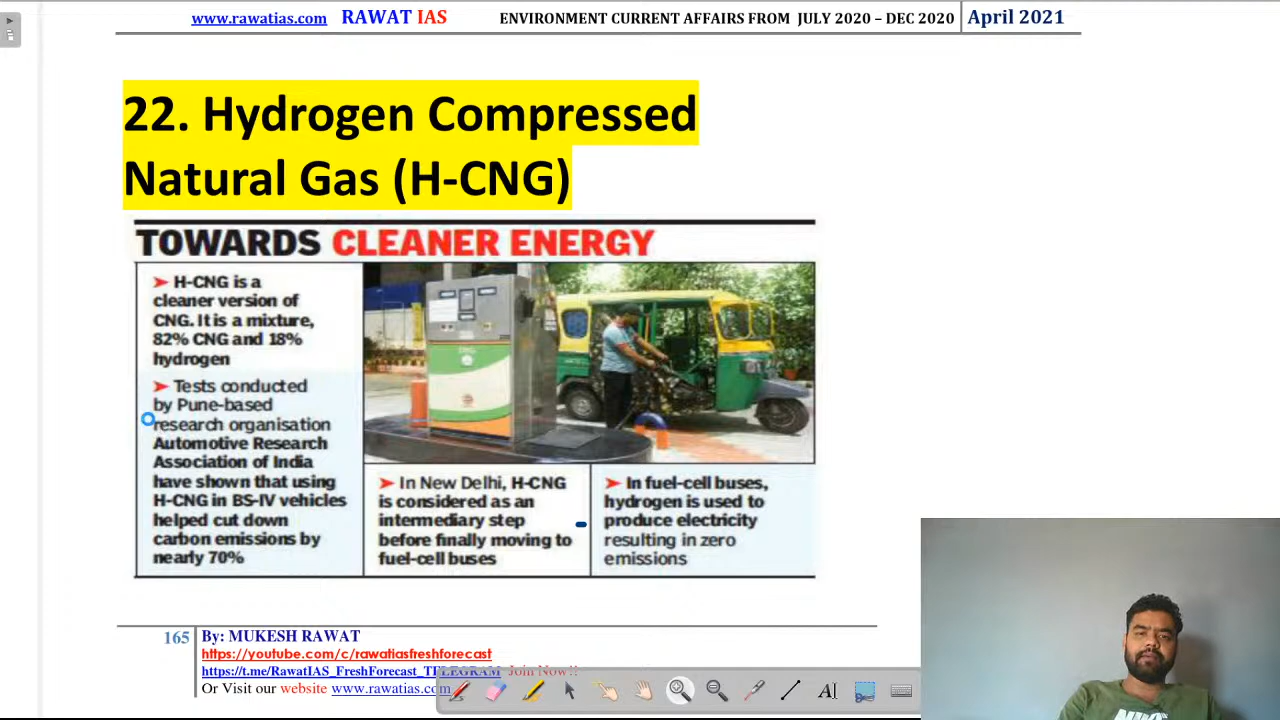 www.rawatias.com RAWAT IAS ENVIRONMENT CURRENT AFFAIRS FROM JULY 2020 – DEC 2020 April 2021
22. Hydrogen Compressed
Natural Gas (H-CNG)
TOWARDS CLEANER ENERGY
➤ H-CNG is a
cleaner version of
CNG. It is a mixture,
82% CNG and 18%
hydrogen
➤ Tests conducted
by Pune-based
research organisation
Automotive Research
Association of India
have shown that using
H-CNG in BS-IV vehicles
helped cut down
carbon emissions by
nearly 70%
➤ In New Delhi, H-CNG
is considered as an
intermediary step
before finally moving to
fuel-cell buses
➤ In fuel-cell buses,
hydrogen is used to
produce electricity
resulting in zero
emissions
165 By: MUKESH RAWAT
https://youtube.com/c/rawatiasfreshforecast
https://t.me/RawatIAS_FreshForecast_TELEGRAM Join Now!!
Or Visit our website www.rawatias.com
A
NIKE